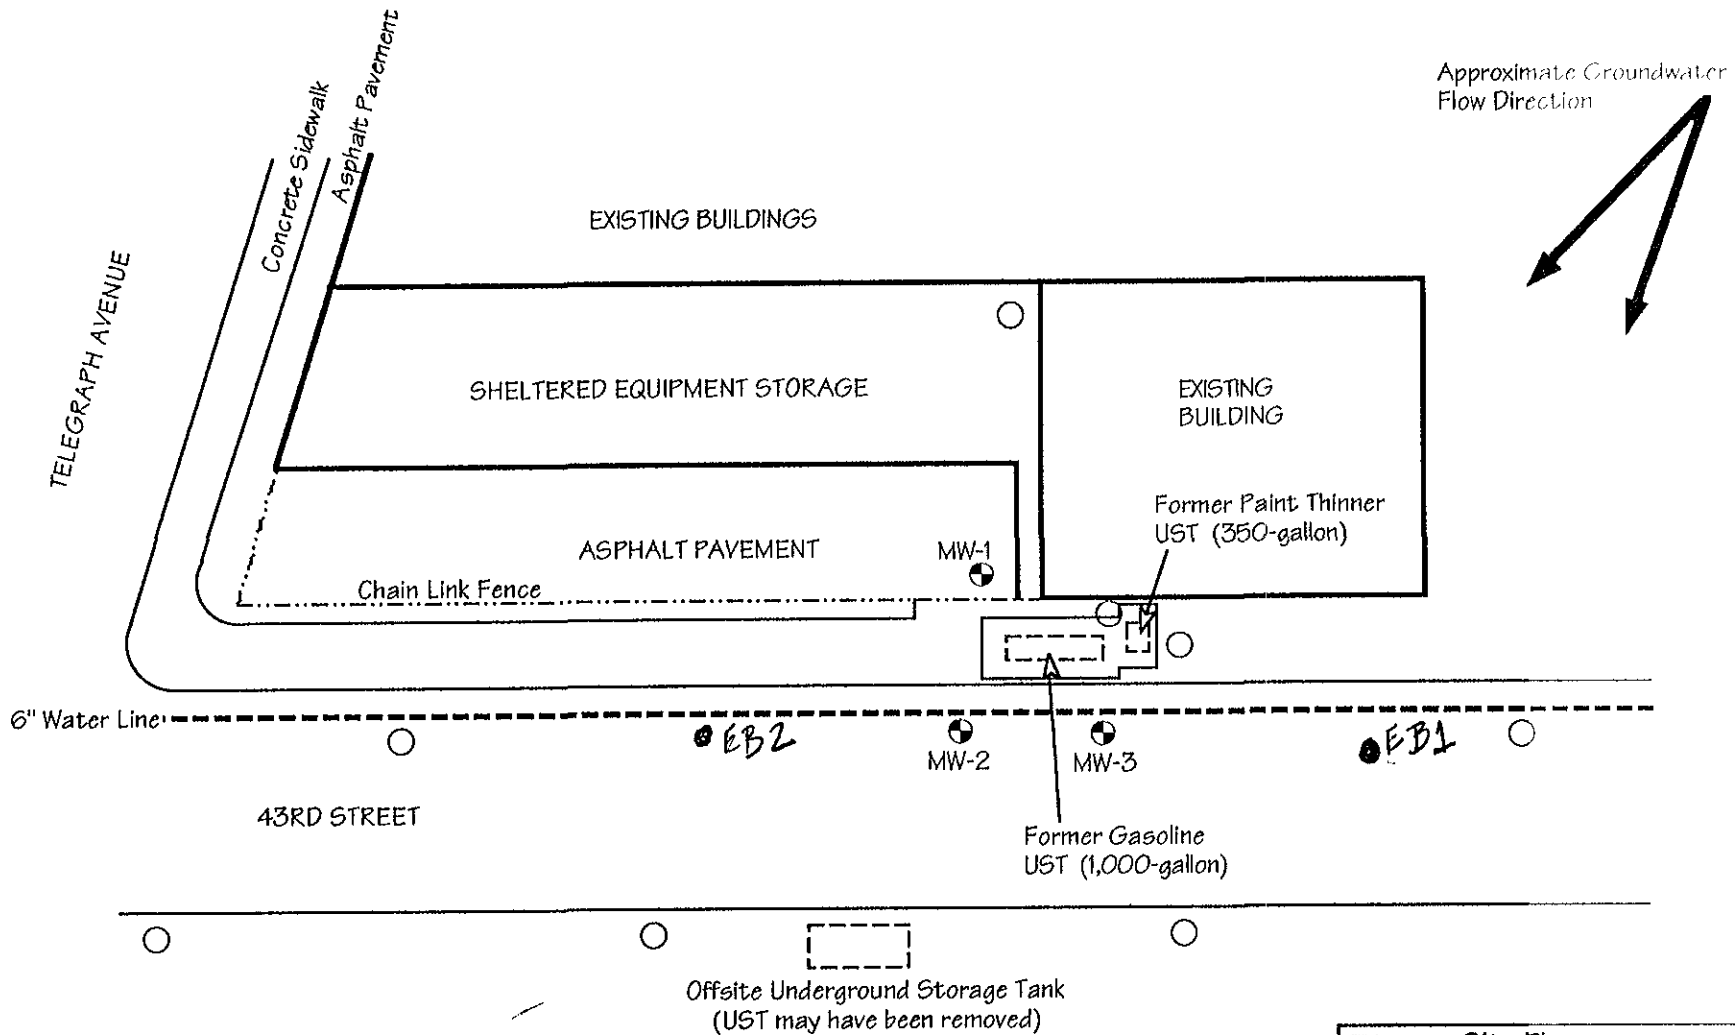 Approximate Groundwater
Flow Direction
Concrete Sidewalk
Asphalt Pavement
TELEGRAPH AVENUE
EXISTING BUILDINGS
SHELTERED EQUIPMENT STORAGE
EXISTING
BUILDING
Former Paint Thinner
UST (350-gallon)
ASPHALT PAVEMENT
MW-1
Chain Link Fence
6" Water Line
EB2
MW-2
MW-3
EB1
43RD STREET
Former Gasoline
UST (1,000-gallon)
Offsite Underground Storage Tank
(UST may have been removed)